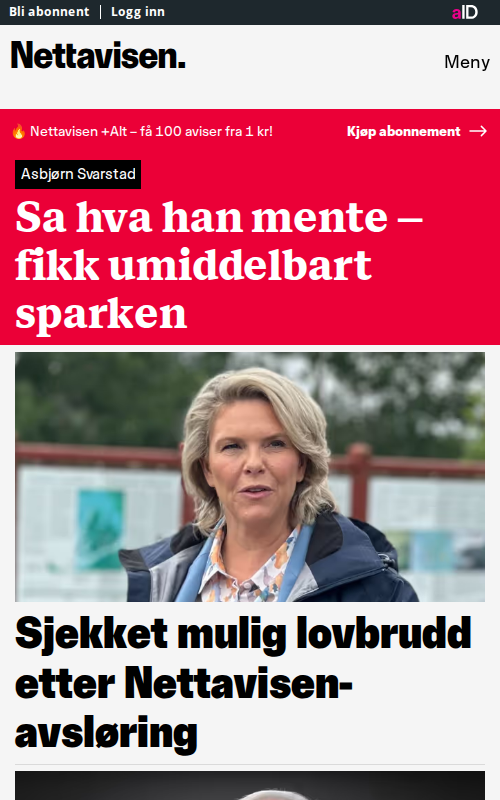 Bli abonnent | Logg inn
aID
Nettavisen.
Meny
🔥 Nettavisen +Alt – få 100 aviser fra 1 kr!
Kjøp abonnement →
Asbjørn Svarstad
Sa hva han mente –
fikk umiddelbart
sparken
Sjekket mulig lovbrudd
etter Nettavisen-
avsløring